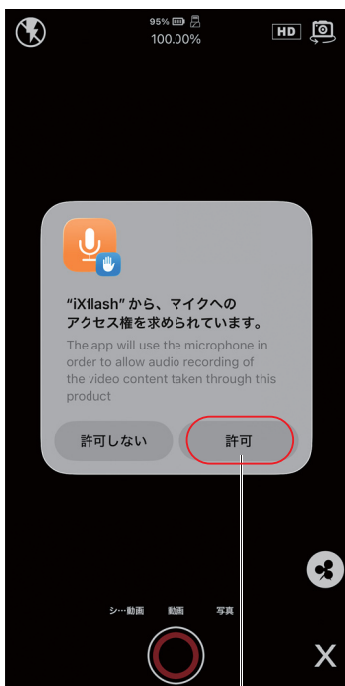 95%
100.00%
HD
“iXflash” から、マイクへの
アクセス権を求められています。
The app will use the microphone in
order to allow audio recording of
the video content taken through this
product
許可しない
許可
シ…動画 動画 写真
X